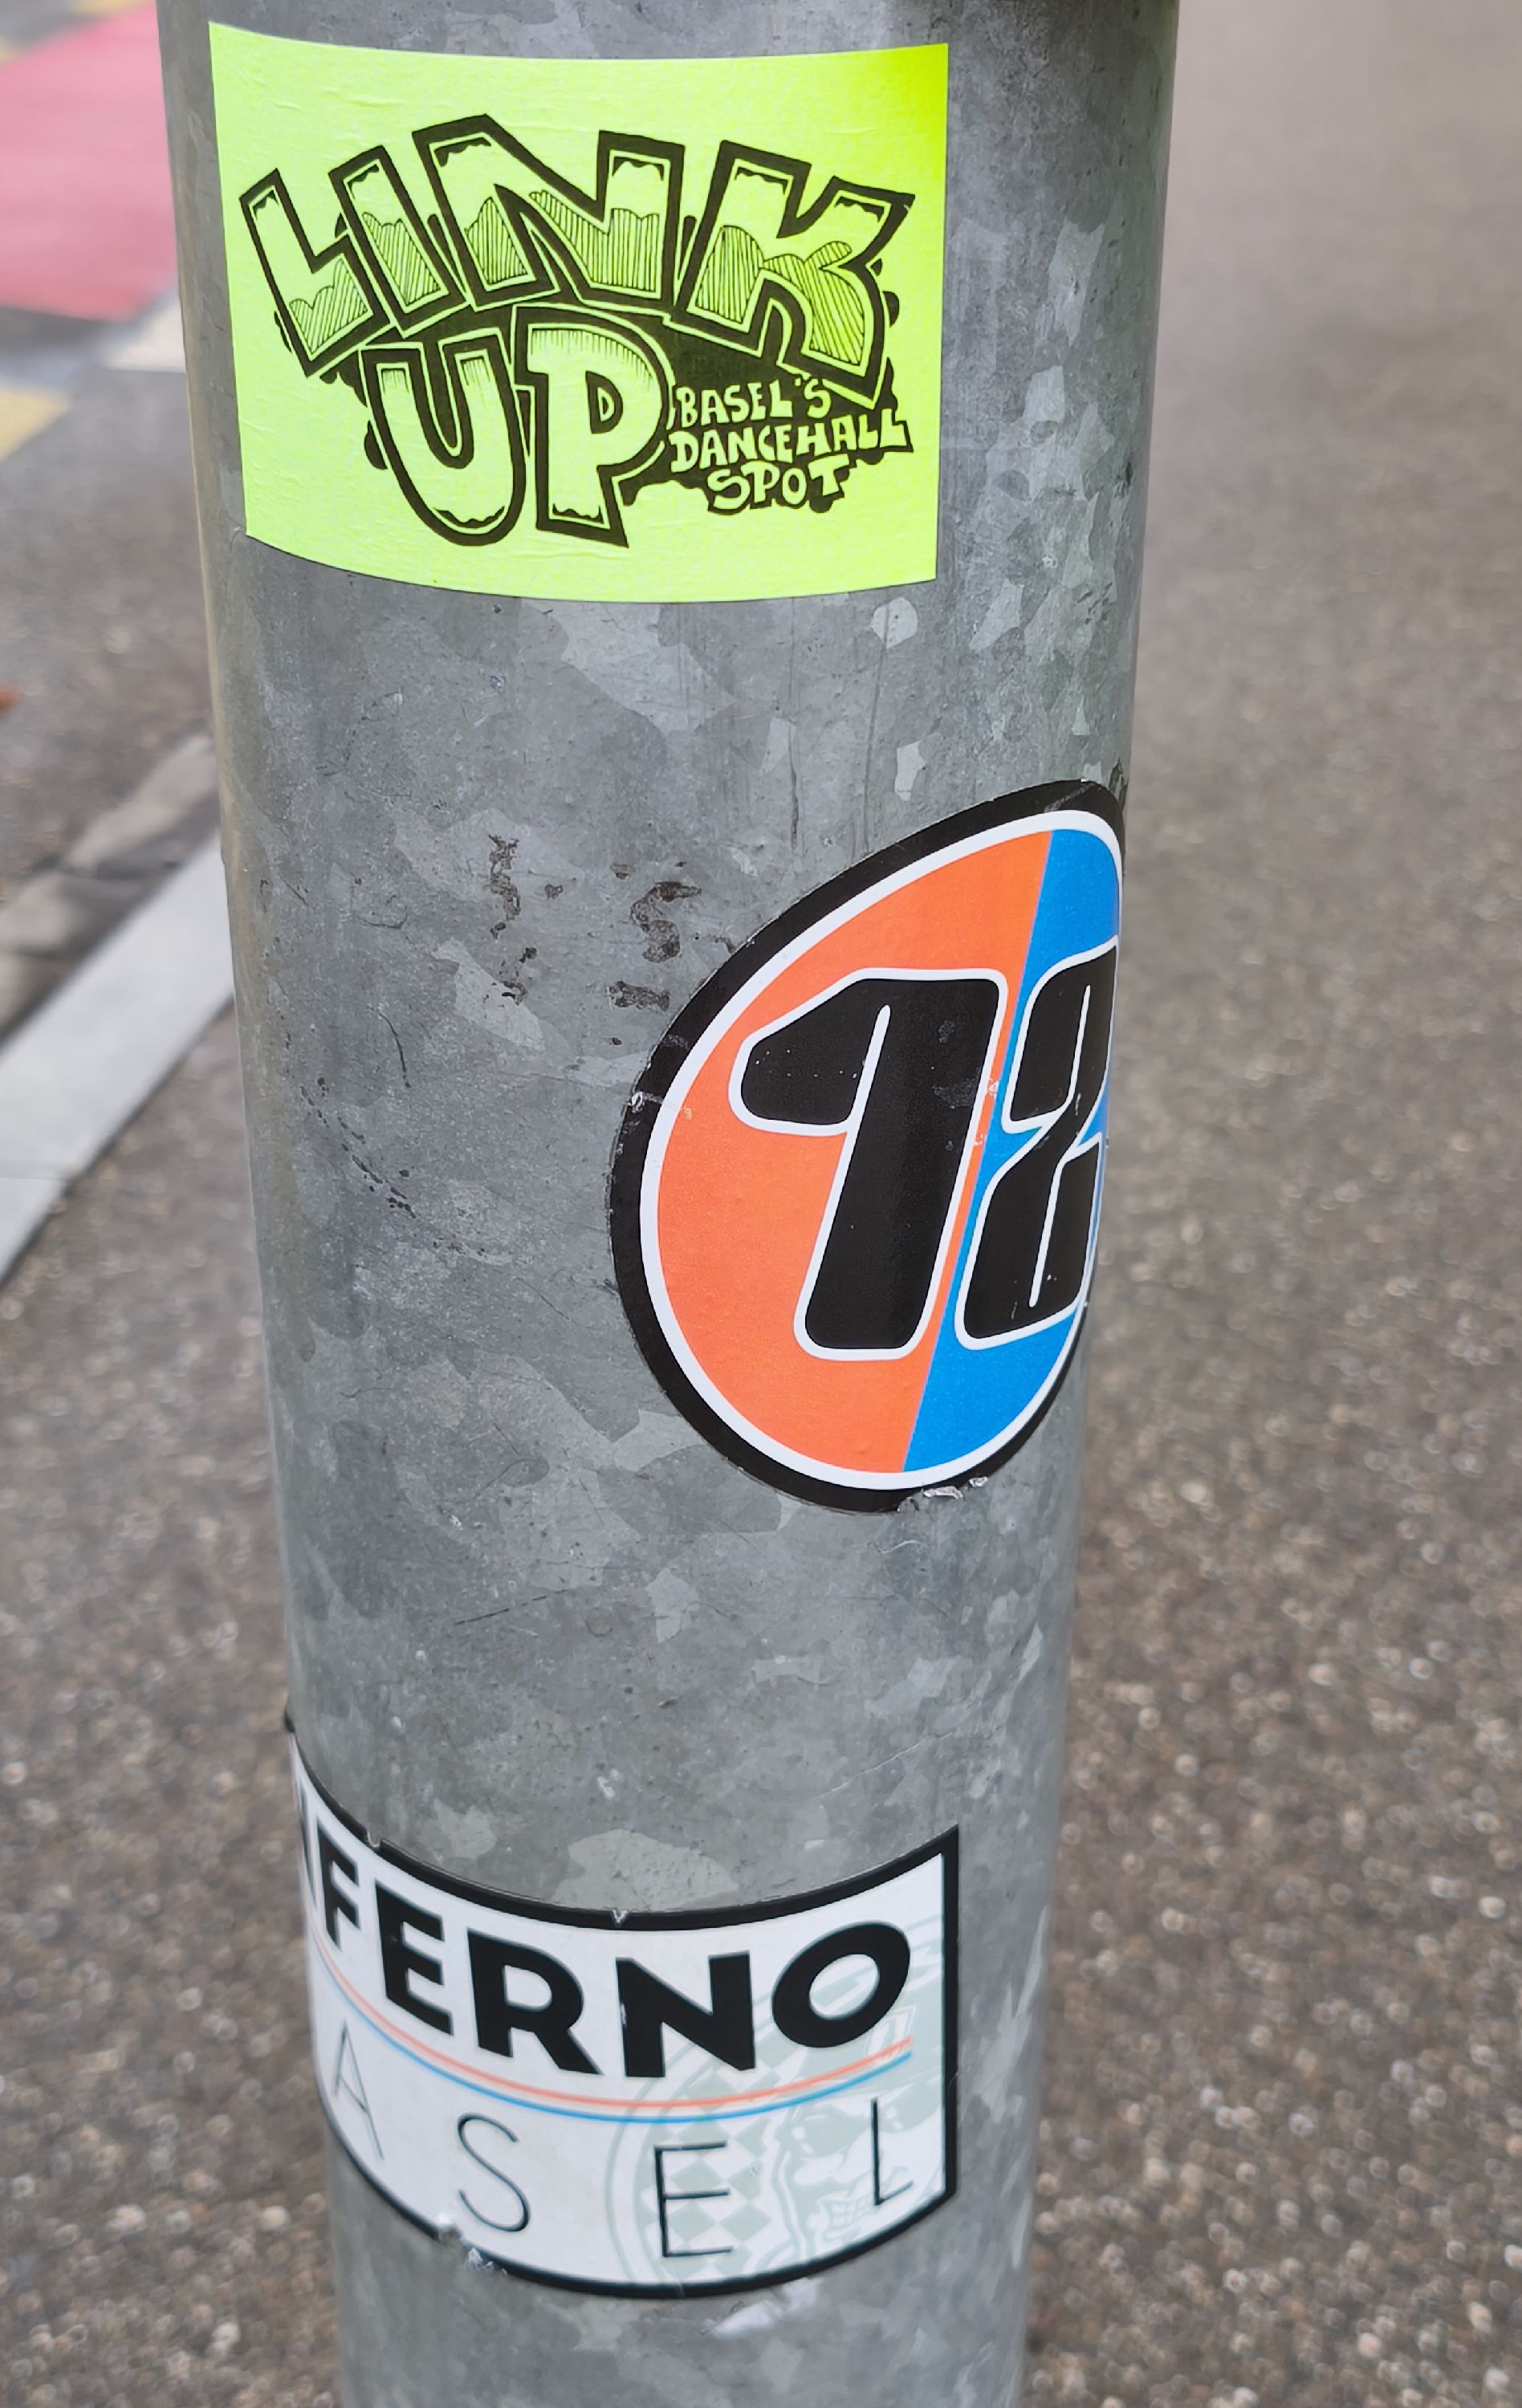 LINK
UP
BASEL'S
DANCEHALL
SPOT
12
FERNO
ASEL